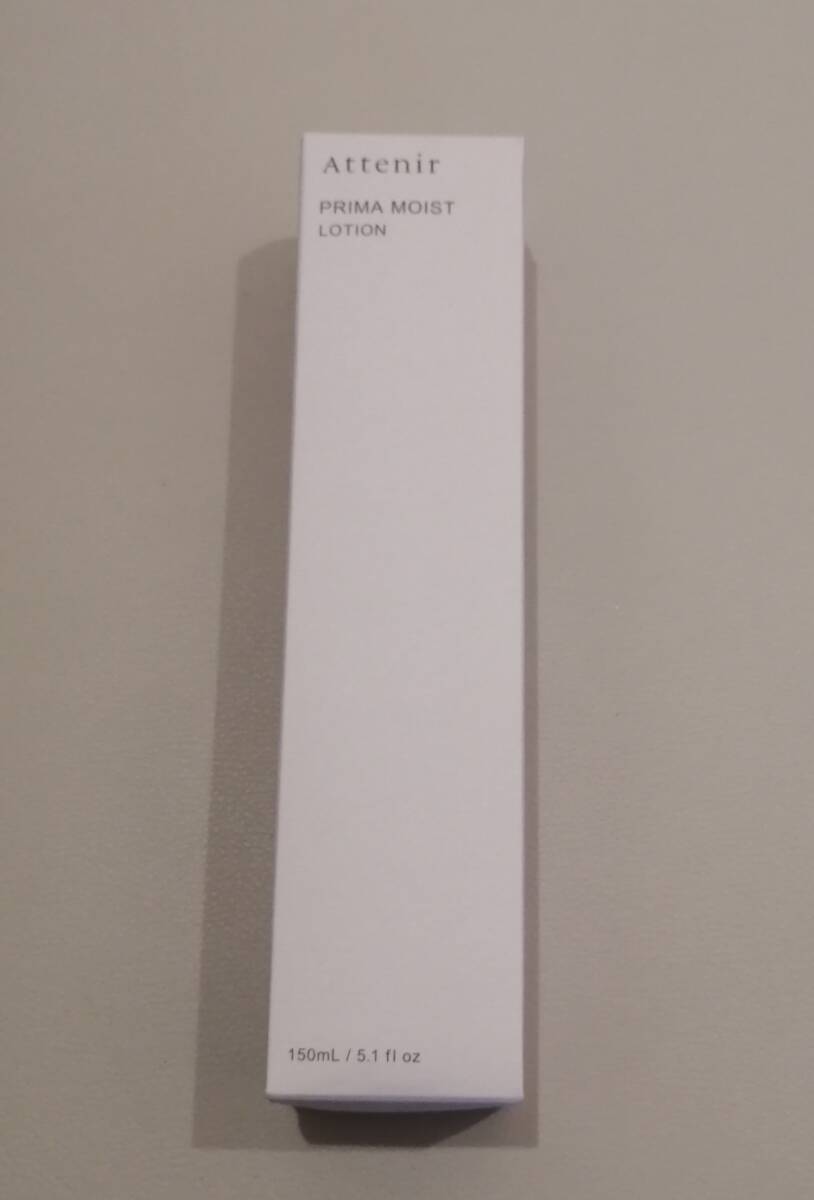 Attenir
PRIMA MOIST
LOTION
150mL / 5.1 fl oz